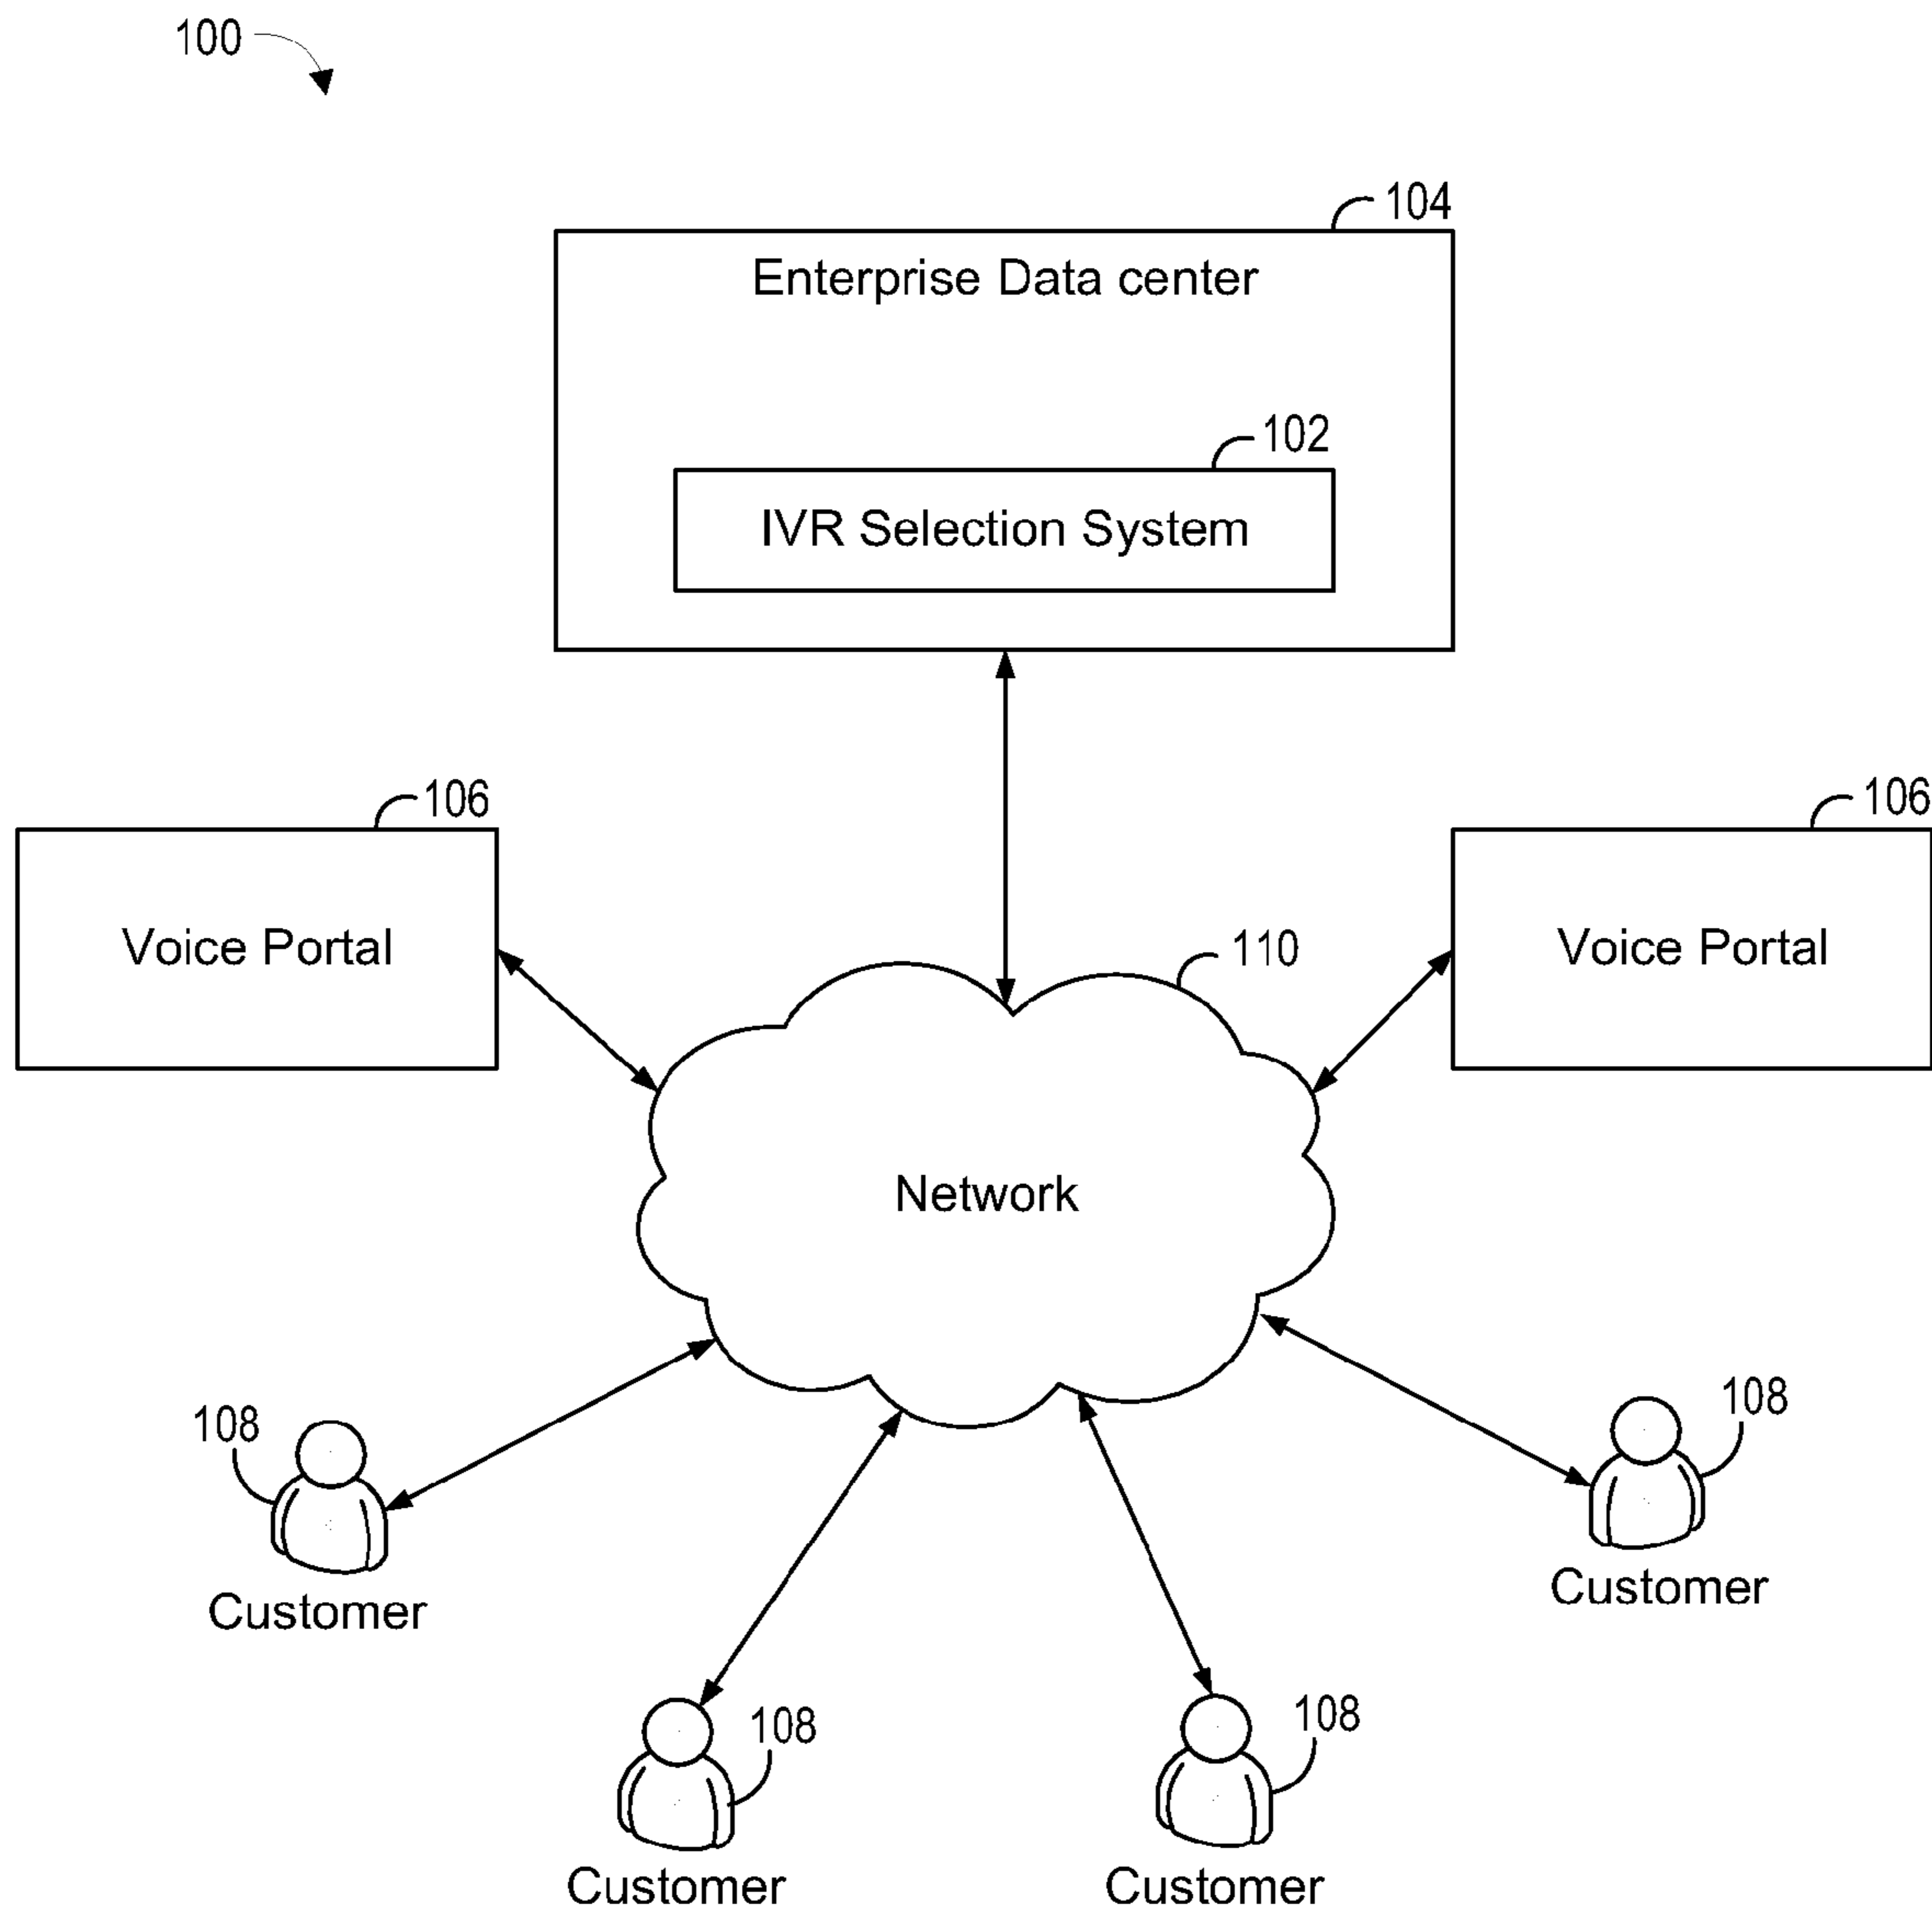 100
104
Enterprise Data center
102
IVR Selection System
106
106
Voice Portal
Voice Portal
110
Network
108
108
Customer
Customer
108
108
Customer
Customer